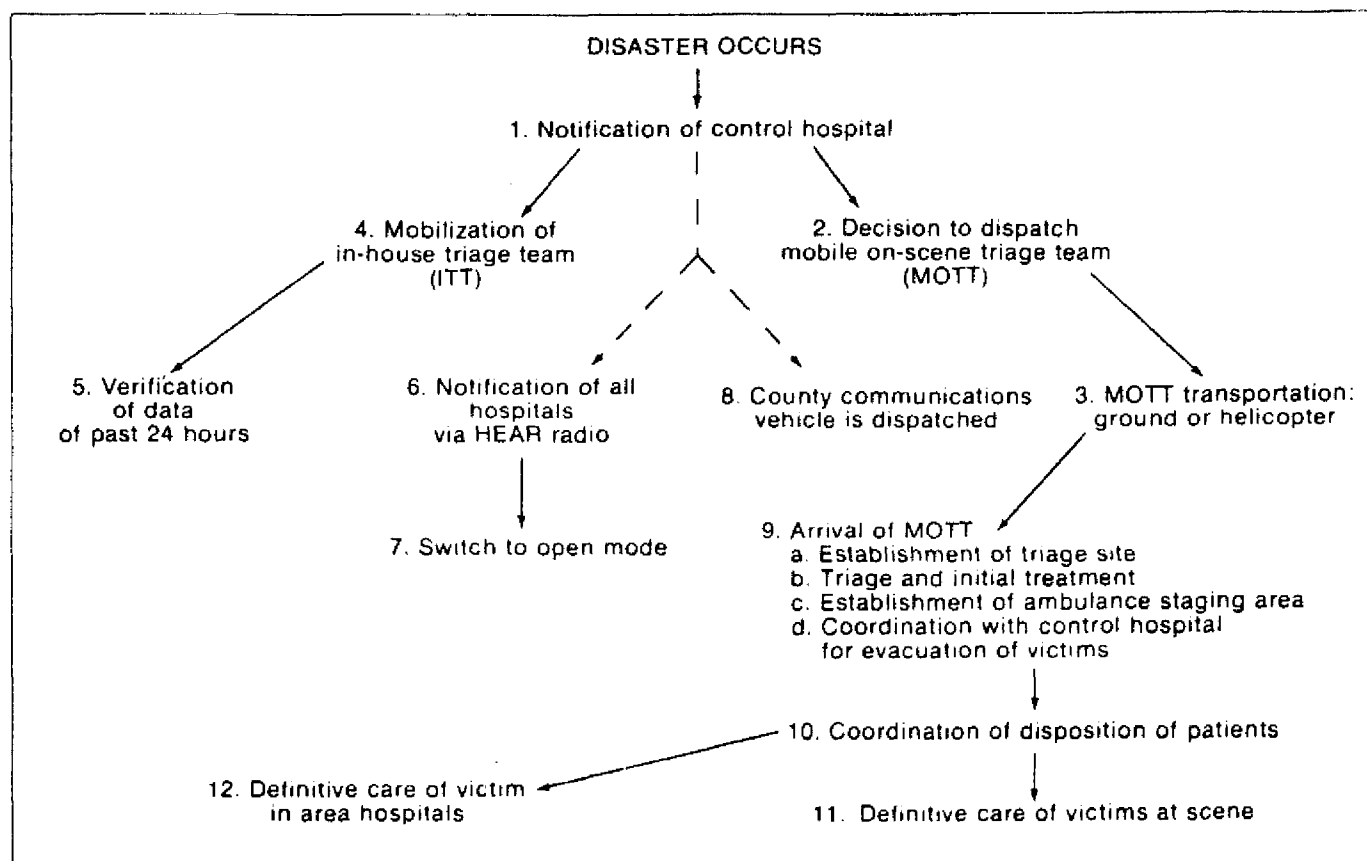 DISASTER OCCURS
1. Notification of control hospital
4. Mobilization of
in-house triage team
(ITT)
2. Decision to dispatch
mobile on-scene triage team
(MOTT)
5. Verification
of data
of past 24 hours
6. Notification of all
hospitals
via HEAR radio
8. County communications
vehicle is dispatched
3. MOTT transportation:
ground or helicopter
7. Switch to open mode
9. Arrival of MOTT
a. Establishment of triage site
b. Triage and initial treatment
c. Establishment of ambulance staging area
d. Coordination with control hospital
for evacuation of victims
10. Coordination of disposition of patients
12. Definitive care of victim
in area hospitals
11. Definitive care of victims at scene